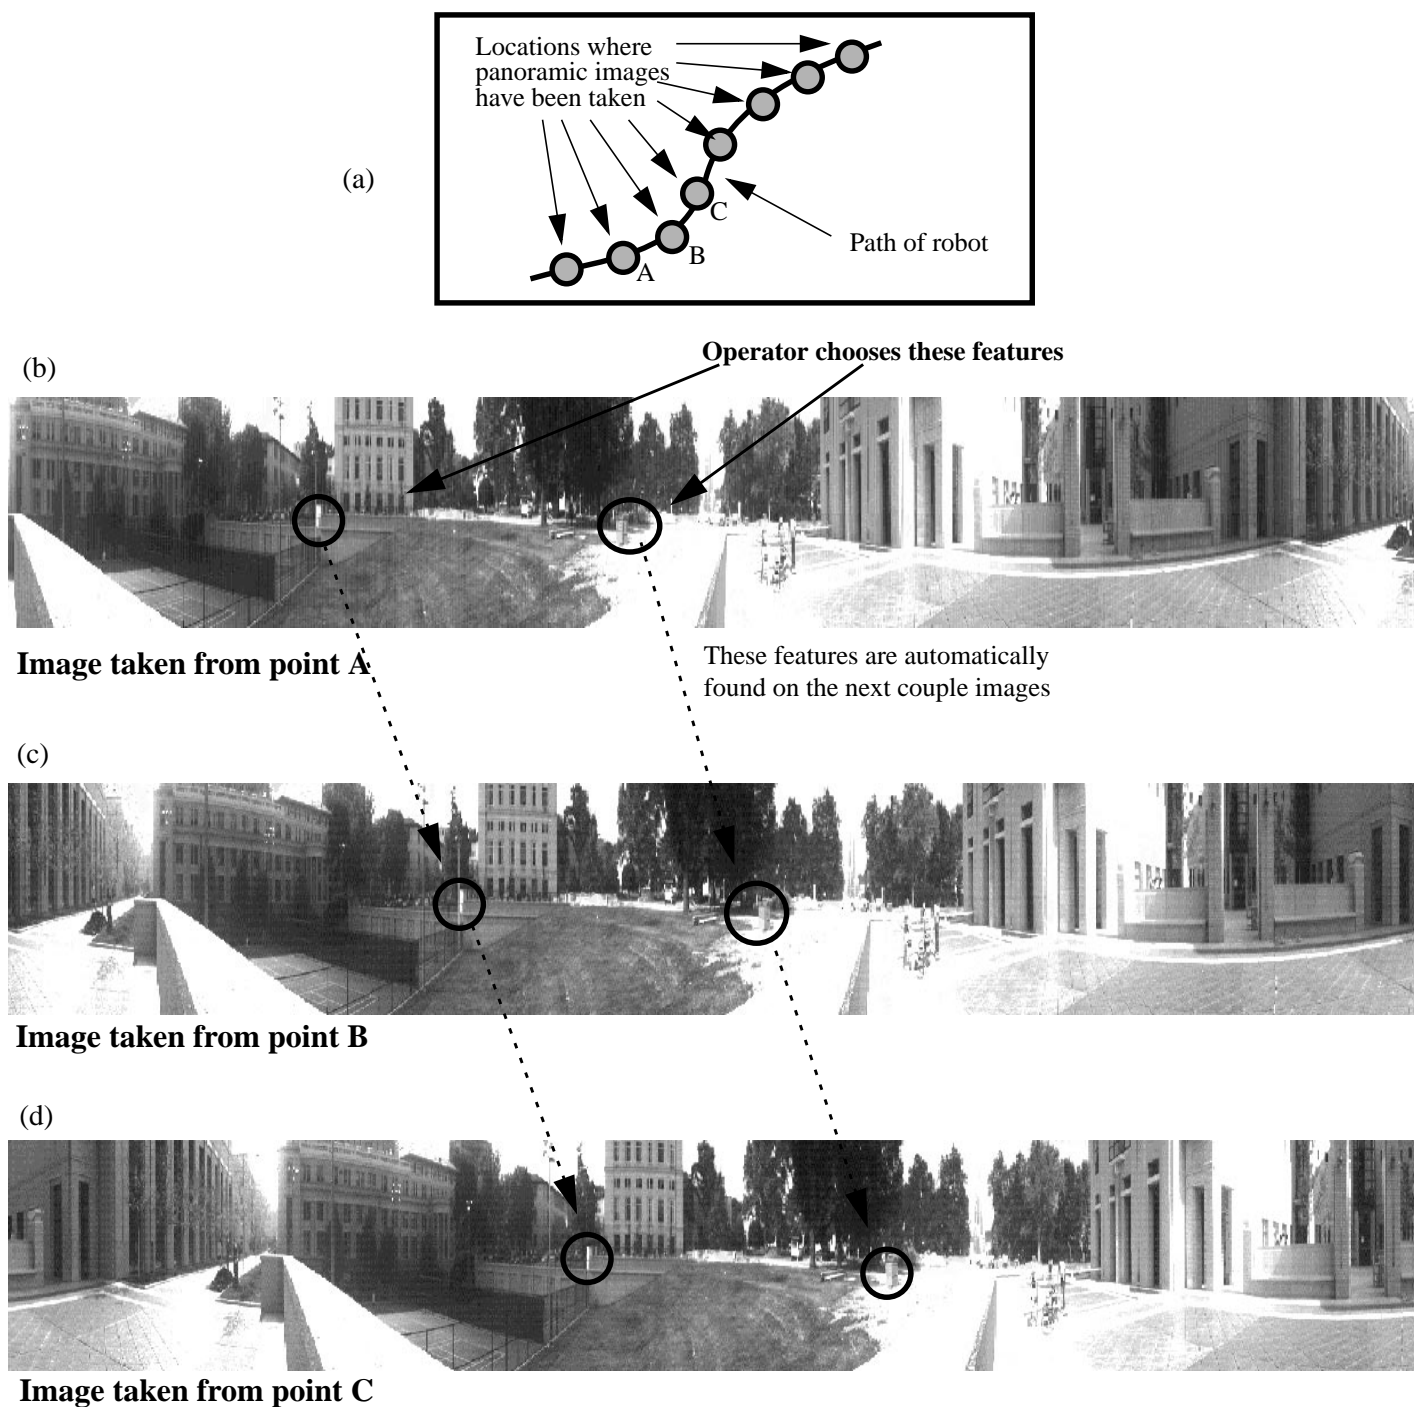 Locations where
panoramic images
have been taken
(a)
C
B
A
Path of robot
Operator chooses these features
(b)
Image taken from point A
These features are automatically
found on the next couple images
(c)
Image taken from point B
(d)
Image taken from point C